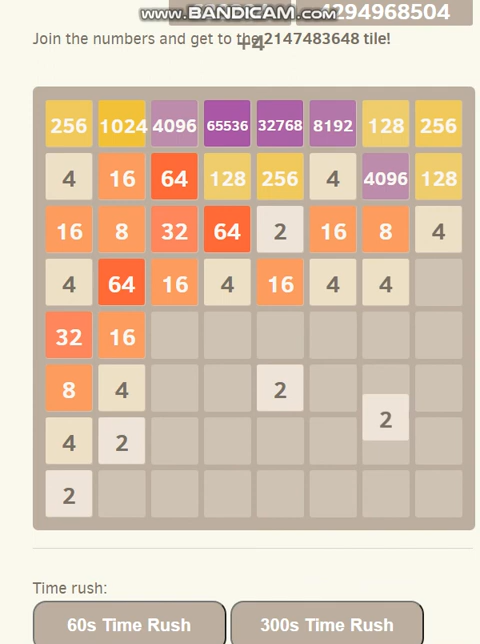 www.BANDICAM.com
4294968504
+4
Join the numbers and get to the 2147483648 tile!
256 1024 4096 65536 32768 8192 128 256
4 16 64 128 256 4 4096 128
16 8 32 64 2 16 8 4
4 64 16 4 16 4 4
32 16
8 4 2
2
4 2
2
Time rush:
60s Time Rush 300s Time Rush